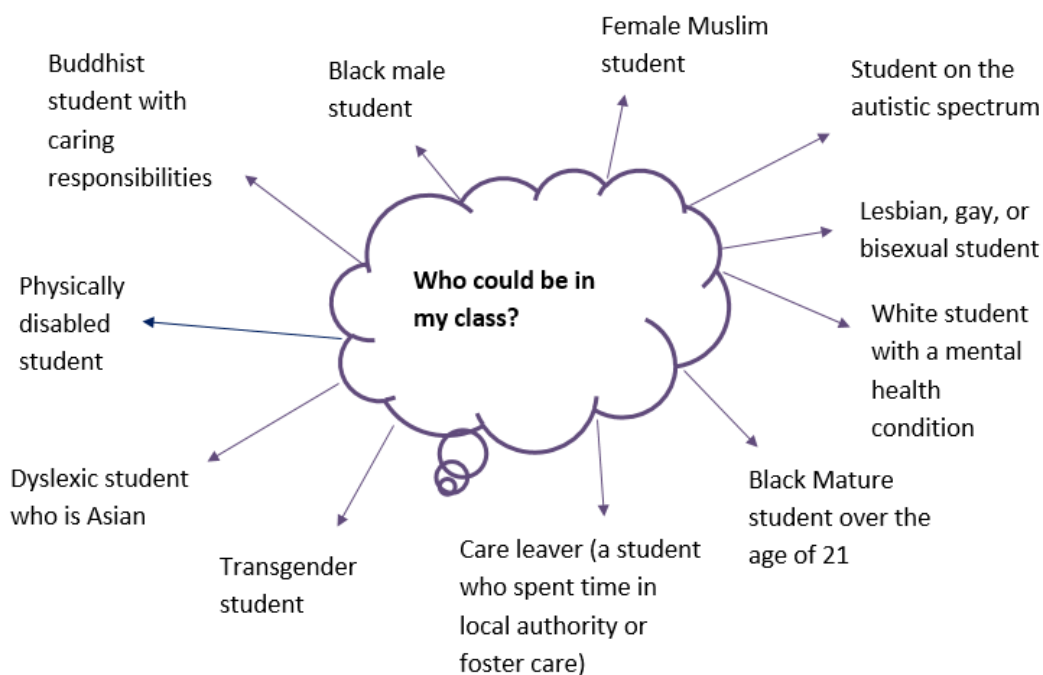 Female Muslim
student
Buddhist
student with
caring
responsibilities
Black male
student
Student on the
autistic spectrum
Lesbian, gay, or
bisexual student
Who could be in
my class?
Physically
disabled
student
White student
with a mental
health
condition
Dyslexic student
who is Asian
Black Mature
student over the
age of 21
Transgender
student
Care leaver (a student
who spent time in
local authority or
foster care)